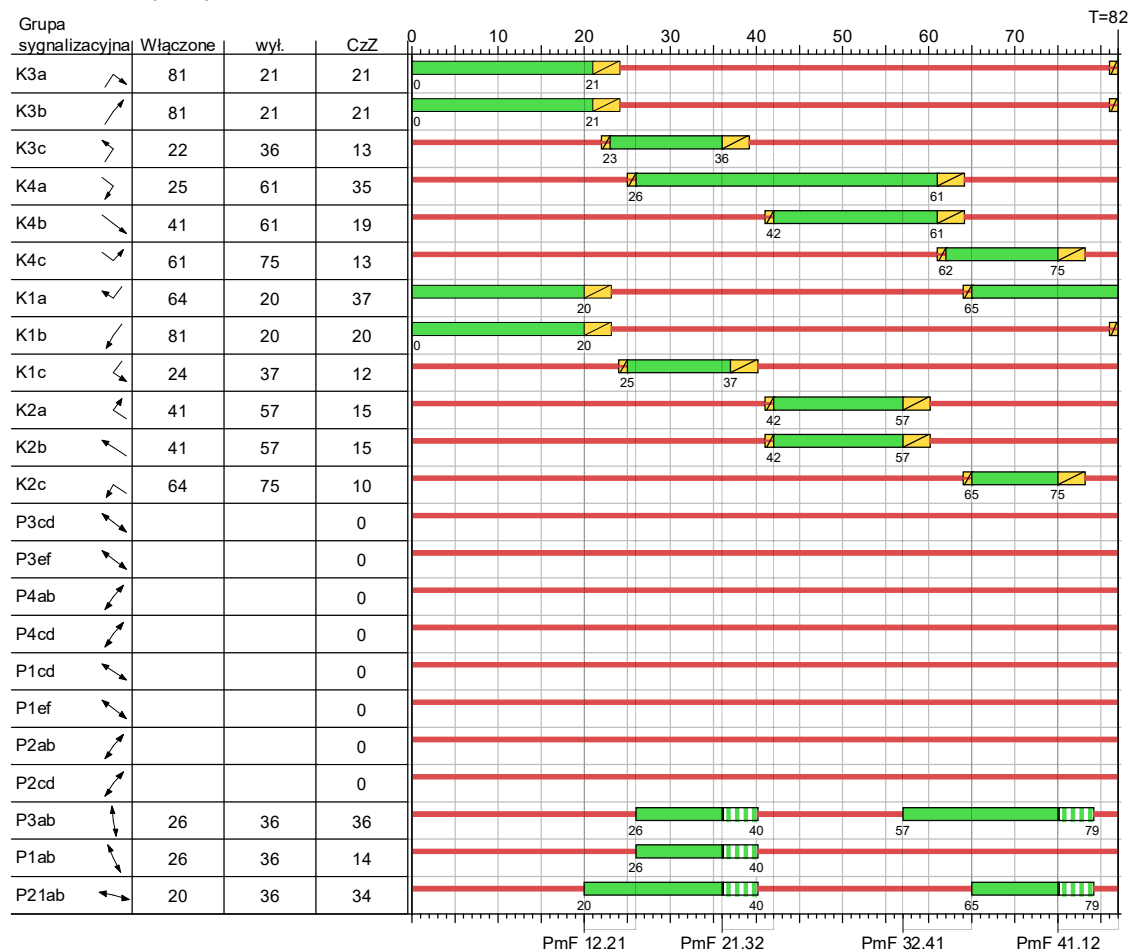 T=82
Grupa
sygnalizacyjna Włączone wył. CzZ 0 10 20 30 40 50 60 70
K3a 81 21 21 0 21
K3b 81 21 21 0 21
K3c 22 36 13 23 36
K4a 25 61 35 26 61
K4b 41 61 19 42 61
K4c 61 75 13 62 75
K1a 64 20 37 20 65
K1b 81 20 20 0 20
K1c 24 37 12 25 37
K2a 41 57 15 42 57
K2b 41 57 15 42 57
K2c 64 75 10 65 75
P3cd 0
P3ef 0
P4ab 0
P4cd 0
P1cd 0
P1ef 0
P2ab 0
P2cd 0
P3ab 26 36 36 26 40 57 79
P1ab 26 36 14 26 40
P21ab 20 36 34 20 40 65 79
PmF 12.21 PmF 21.32 PmF 32.41 PmF 41.12